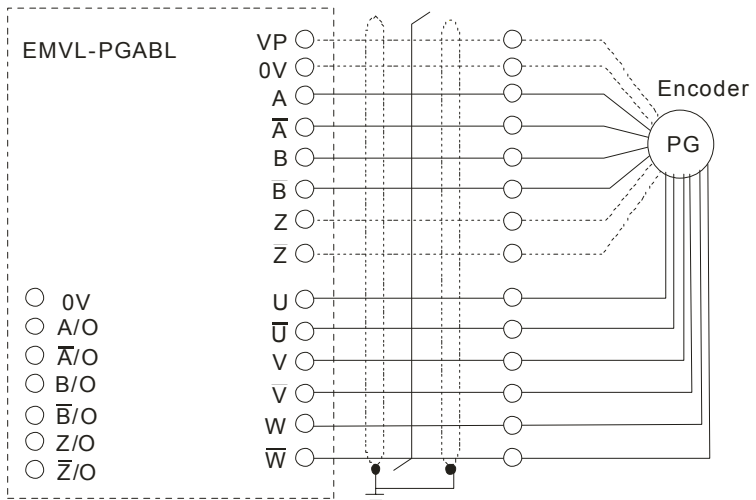 EMVL-PGABL
VP
0V
A
A̅
B
B̅
Z
Z̅
U
U̅
V
V̅
W
W̅
0V
A/O
A̅/O
B/O
B̅/O
Z/O
Z̅/O
Encoder
PG